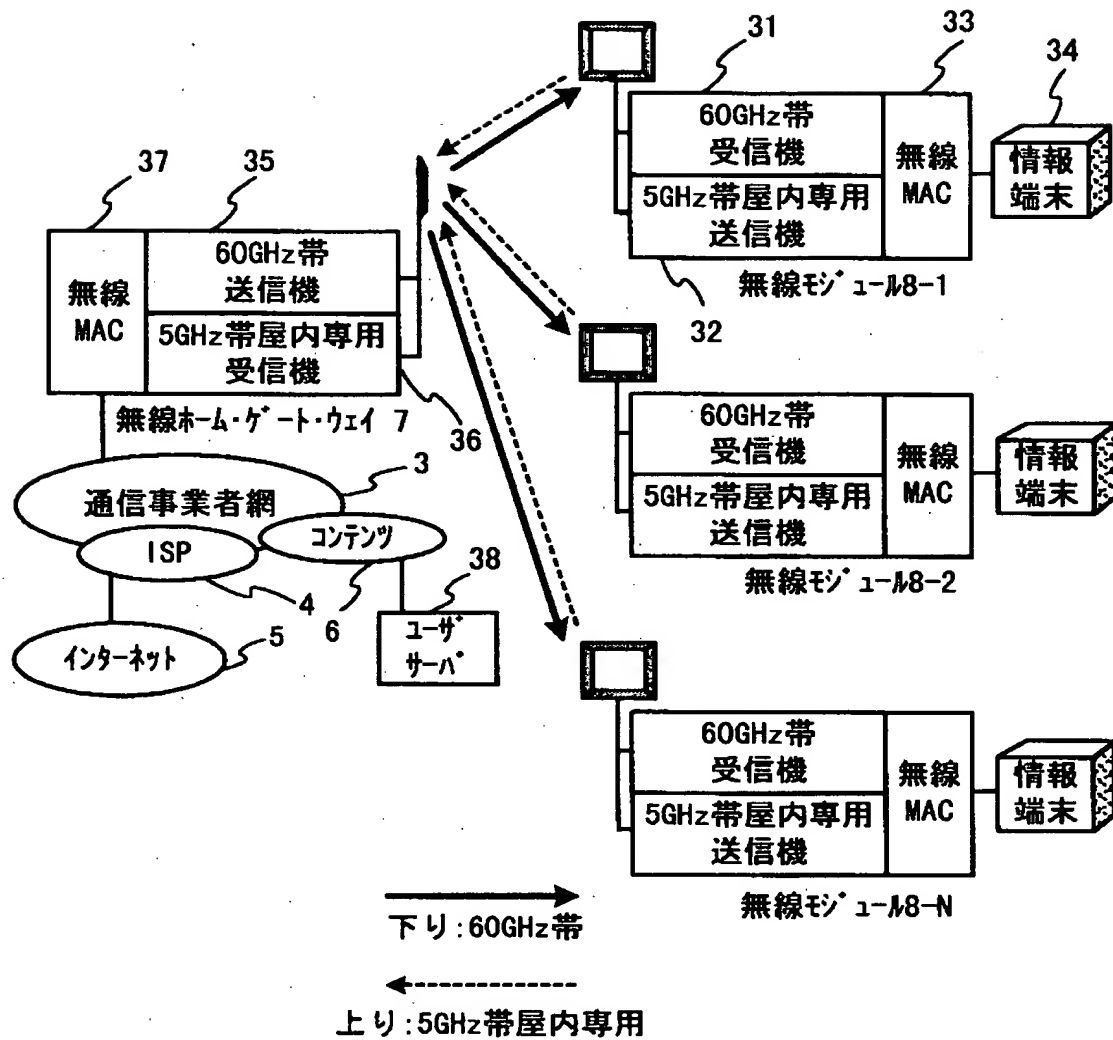 37
35
無線
MAC
60GHz帯
送信機
5GHz帯屋内専用
受信機
36
無線ホーム・ゲート・ウェイ 7
通信事業者網
3
ISP
4
コンテンツ
6
インターネット
5
38
ユーザ
サーバ
31
33
34
60GHz帯
受信機
5GHz帯屋内専用
送信機
無線
MAC
情報
端末
32
無線モジュール8-1
60GHz帯
受信機
5GHz帯屋内専用
送信機
無線
MAC
情報
端末
無線モジュール8-2
60GHz帯
受信機
5GHz帯屋内専用
送信機
無線
MAC
情報
端末
無線モジュール8-N
下り:60GHz帯
上り:5GHz帯屋内専用